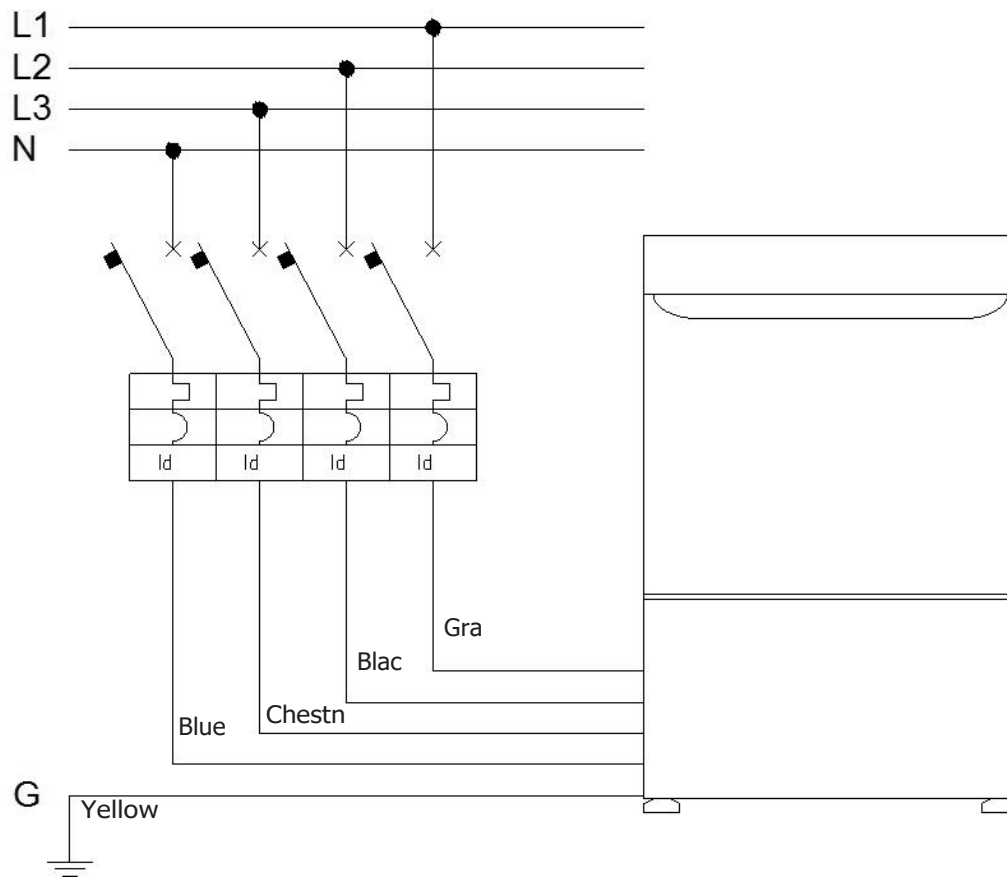 L1
L2
L3
N
Id Id Id Id
Gra
Blac
Chestn
Blue
G
Yellow